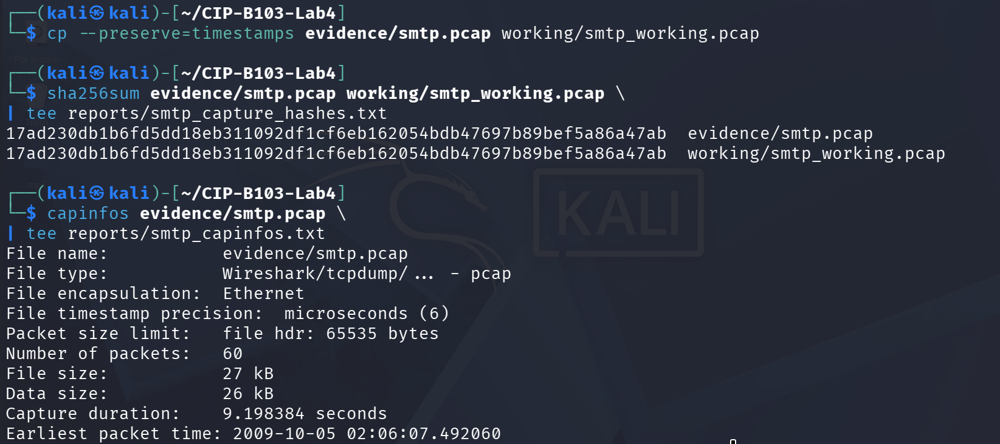 ┌──(kali㉿kali)-[~/CIP-B103-Lab4]
└─$ cp --preserve=timestamps evidence/smtp.pcap working/smtp_working.pcap
File System
┌──(kali㉿kali)-[~/CIP-B103-Lab4]
└─$ sha256sum evidence/smtp.pcap working/smtp_working.pcap \
| tee reports/smtp_capture_hashes.txt
Trash
17ad230db1b6fd5dd18eb311092df1cf6eb162054bdb47697b89bef5a86a47ab  evidence/smtp.pcap
17ad230db1b6fd5dd18eb311092df1cf6eb162054bdb47697b89bef5a86a47ab  working/smtp_working.pcap
┌──(kali㉿kali)-[~/CIP-B103-Lab4]
└─$ capinfos evidence/smtp.pcap \
| tee reports/smtp_capinfos.txt
KALI
File name:           evidence/smtp.pcap
File type:           Wireshark/tcpdump/... - pcap
File encapsulation:  Ethernet
File timestamp precision:  microseconds (6)
Packet size limit:   file hdr: 65535 bytes
Number of packets:   60
File size:           27 kB
Data size:           26 kB
Capture duration:    9.198384 seconds
Earliest packet time: 2009-10-05 02:06:07.492060